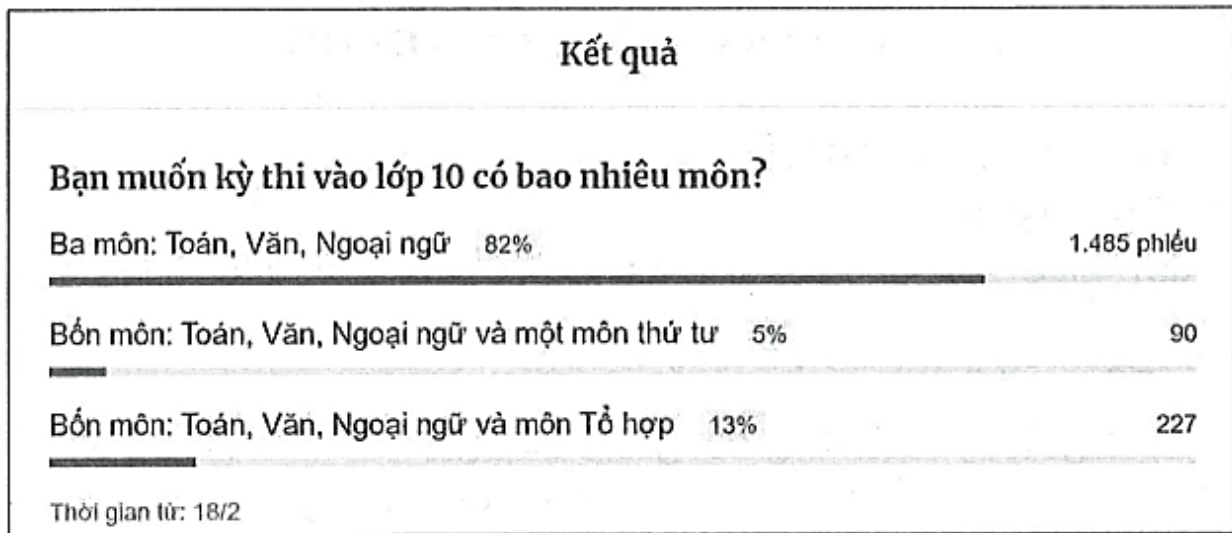 Kết quả
Bạn muốn kỳ thi vào lớp 10 có bao nhiêu môn?
Ba môn: Toán, Văn, Ngoại ngữ 82% 1.485 phiếu
Bốn môn: Toán, Văn, Ngoại ngữ và một môn thứ tư 5% 90
Bốn môn: Toán, Văn, Ngoại ngữ và môn Tổ hợp 13% 227
Thời gian từ: 18/2